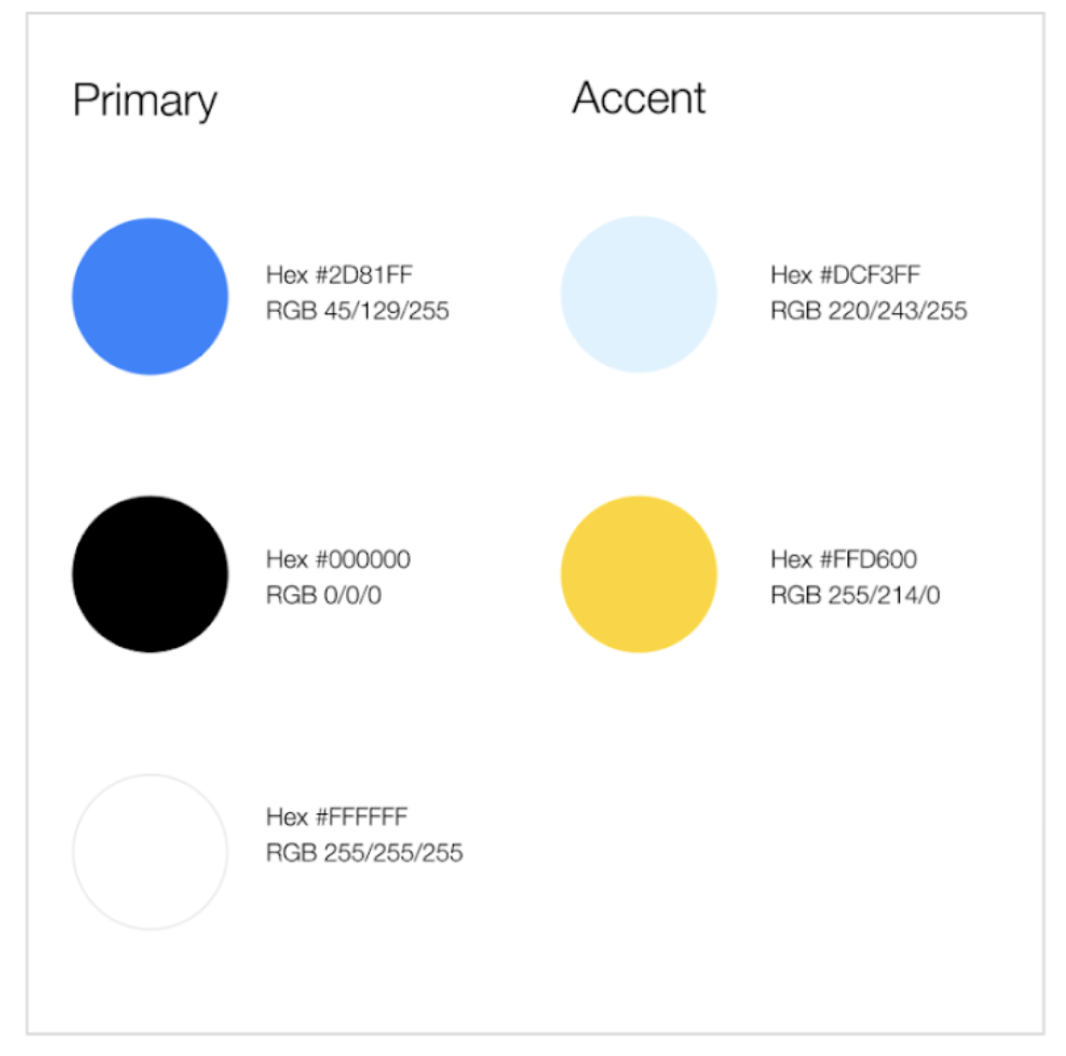 Primary
Hex #2D81FF
RGB 45/129/255
Hex #000000
RGB 0/0/0
Hex #FFFFFF
RGB 255/255/255
Accent
Hex #DCF3FF
RGB 220/243/255
Hex #FFD600
RGB 255/214/0